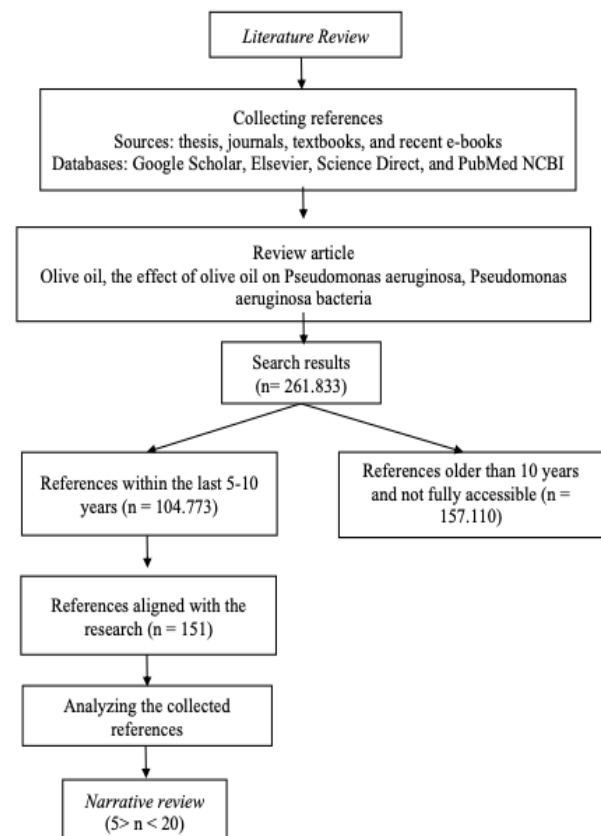 Literature Review
Collecting references
Sources: thesis, journals, textbooks, and recent e-books
Databases: Google Scholar, Elsevier, Science Direct, and PubMed NCBI
Review article
Olive oil, the effect of olive oil on Pseudomonas aeruginosa, Pseudomonas
aeruginosa bacteria
Search results
(n= 261.833)
References within the last 5-10
years (n = 104.773)
References older than 10 years
and not fully accessible (n =
157.110)
References aligned with the
research (n = 151)
Analyzing the collected
references
Narrative review
(5> n < 20)